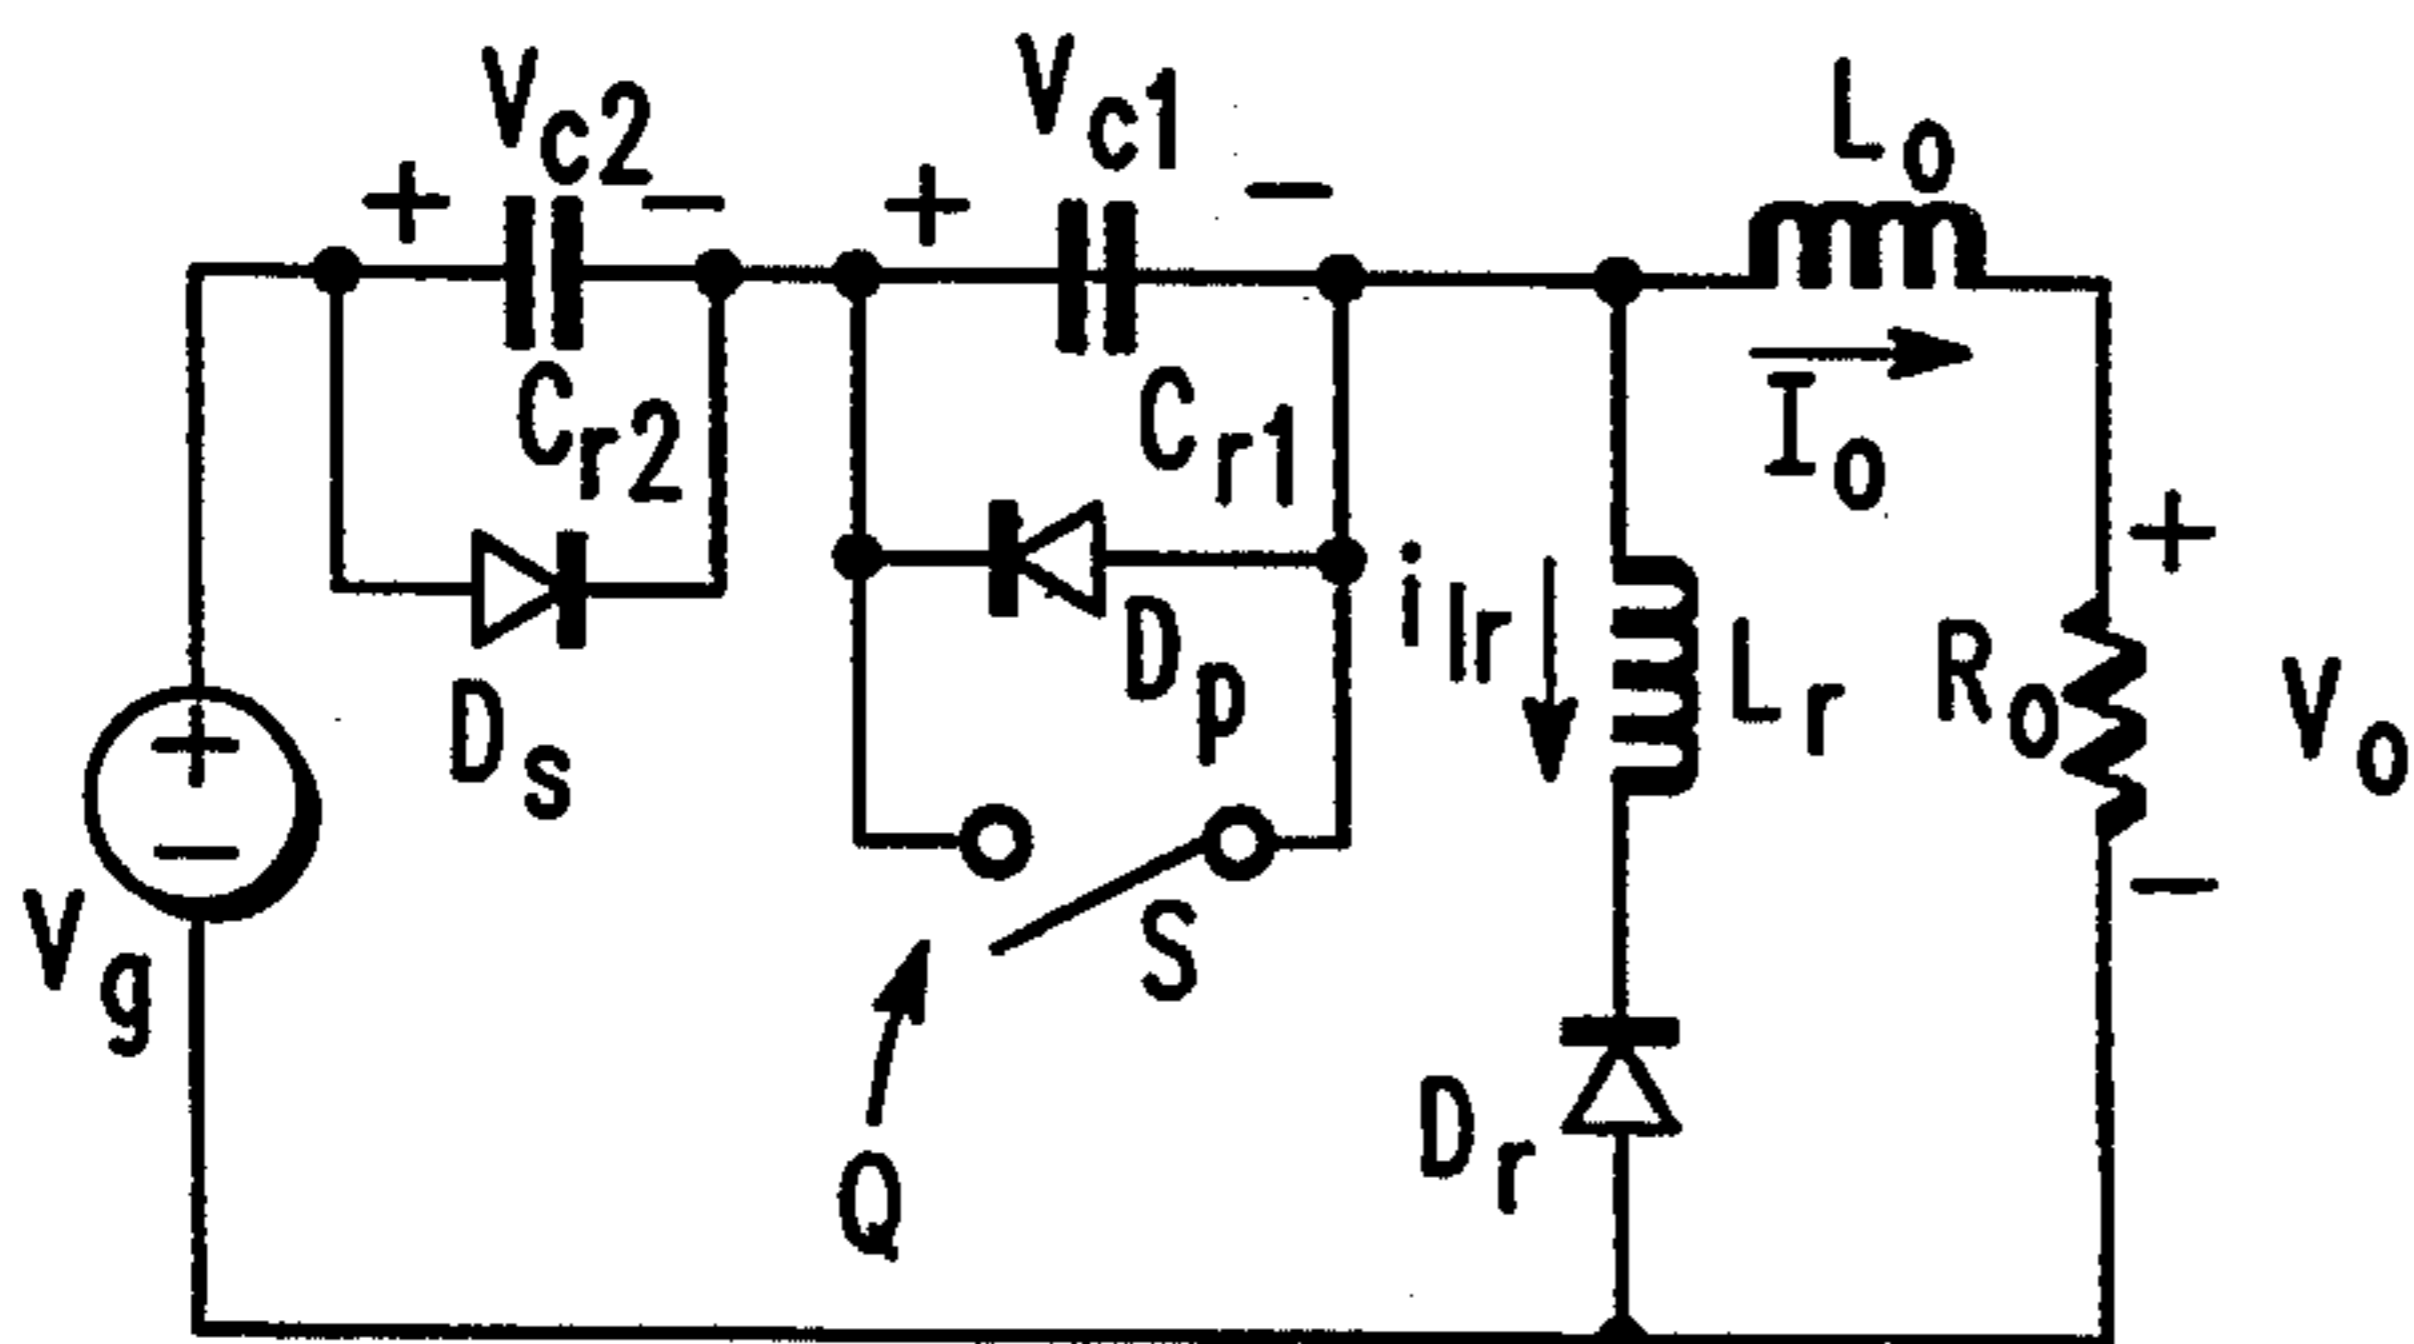 Vc2
Vc1
Lo
+
−
+
−
Cr2
Cr1
Io
+
Ds
Dp
ilr
Lr
Ro
Vo
+
−
Vg
S
−
Q
Dr